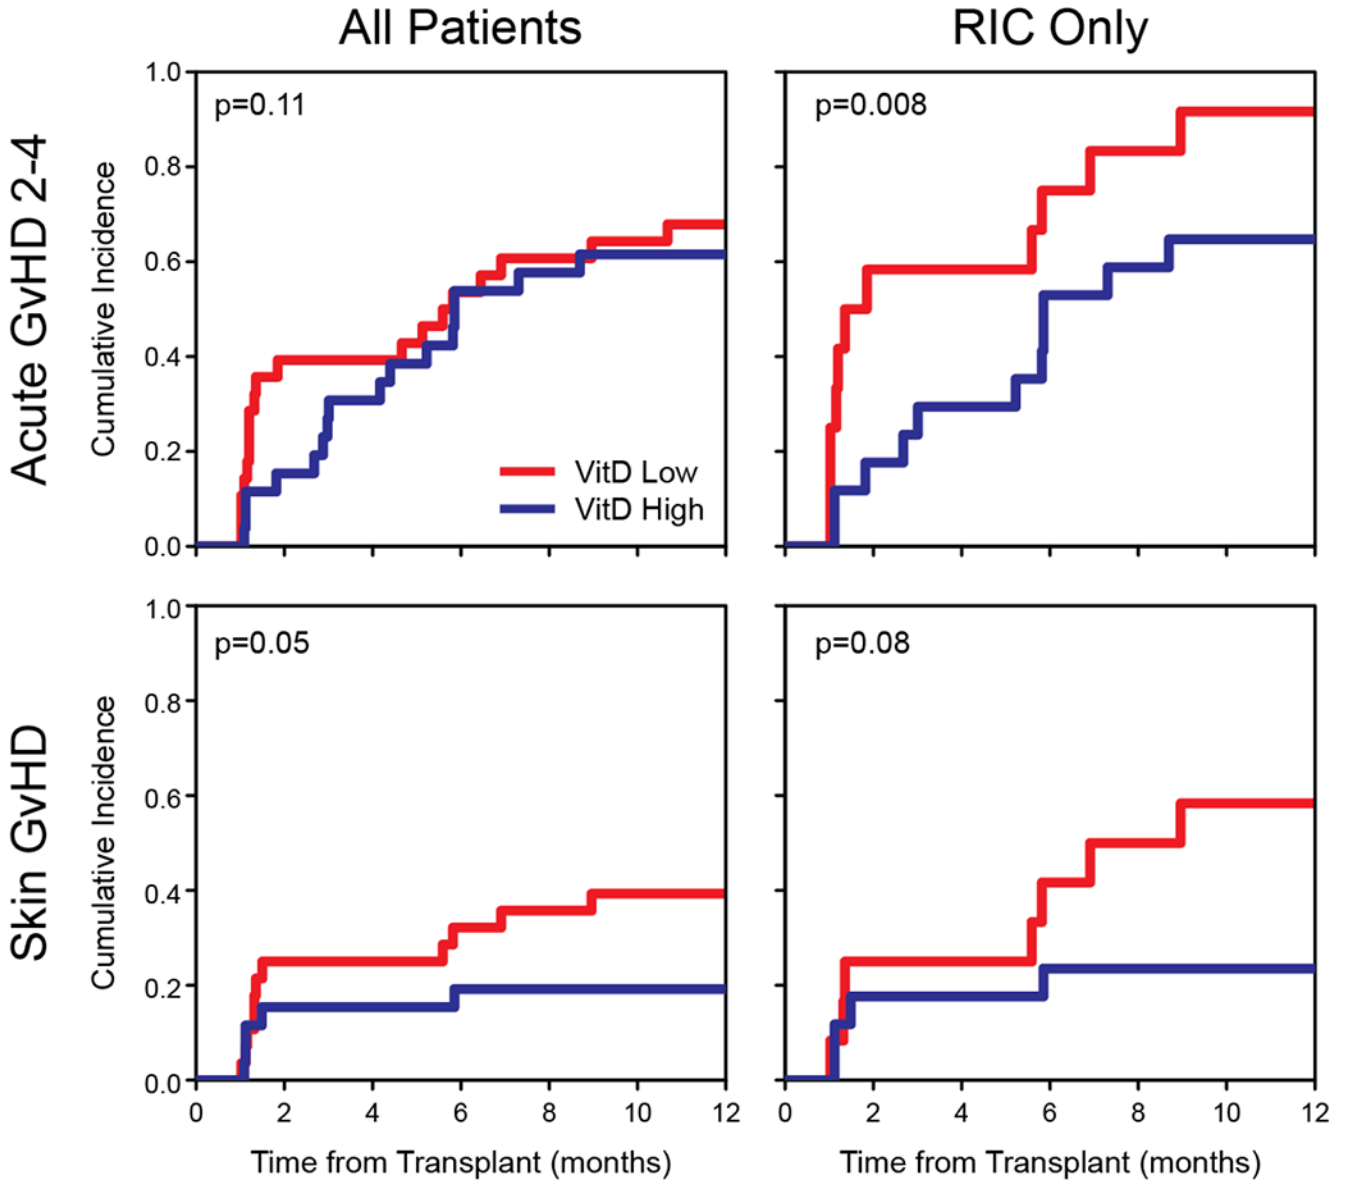 All Patients
RIC Only
Acute GvHD 2-4
Cumulative Incidence
1.0
0.8
0.6
0.4
0.2
0.0
p=0.11
VitD Low
VitD High
p=0.008
Skin GvHD
Cumulative Incidence
1.0
0.8
0.6
0.4
0.2
0.0
p=0.05
p=0.08
0 2 4 6 8 10 12
0 2 4 6 8 10 12
Time from Transplant (months)
Time from Transplant (months)